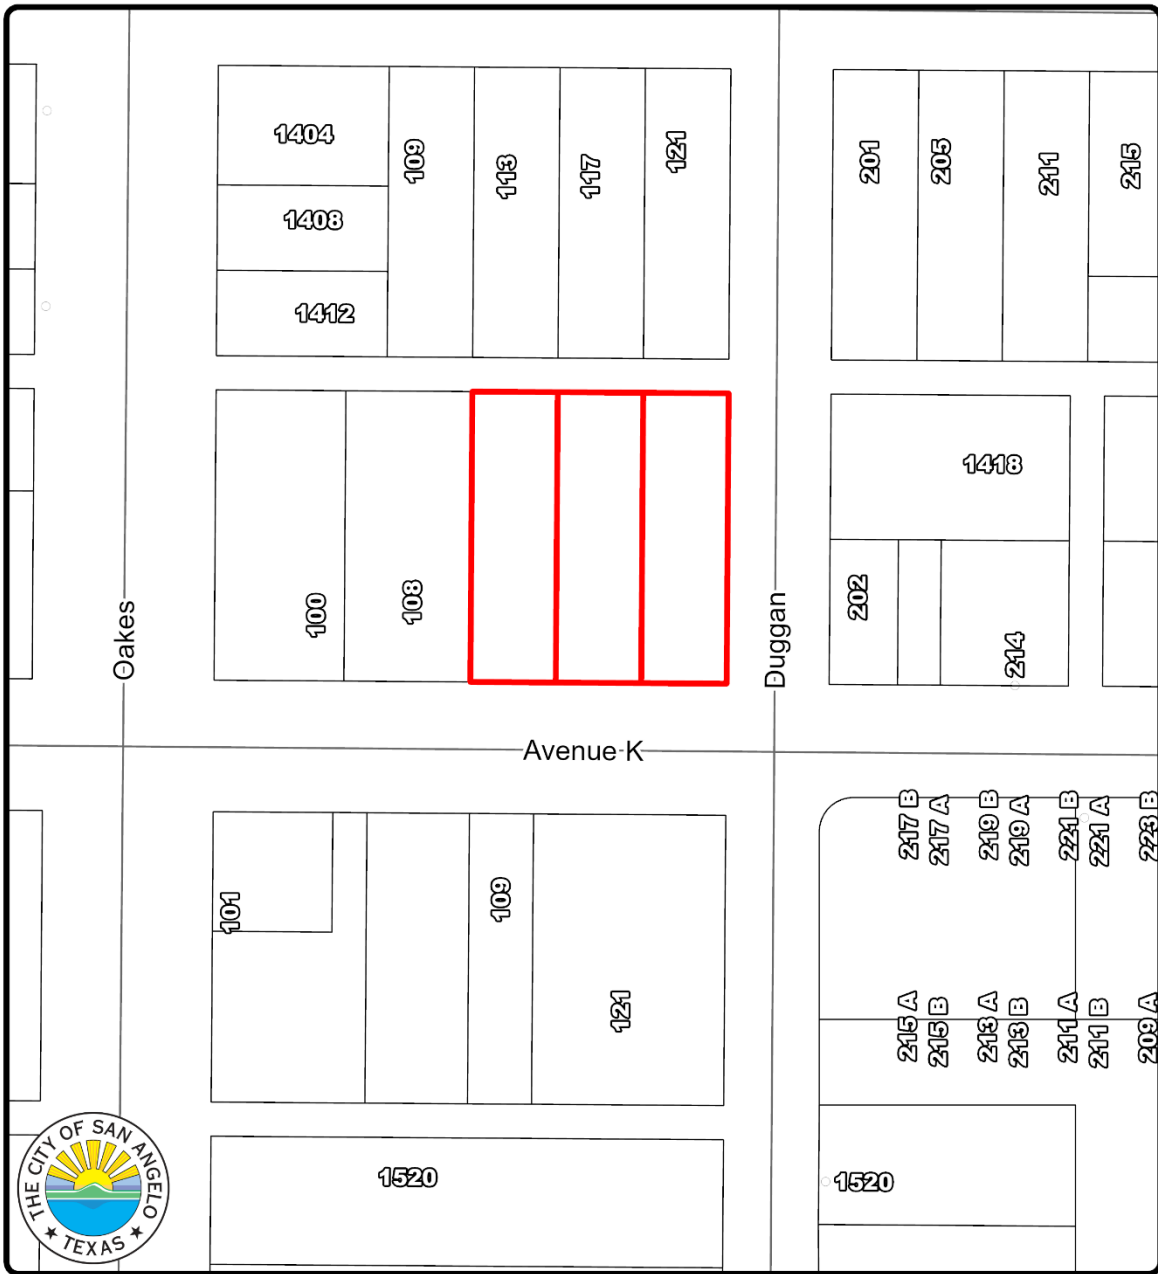 1404
109
113
117
121
201
205
211
215
1408
1412
1418
100
108
202
214
Oakes
Duggan
Avenue K
217 B
217 A
219 B
219 A
221 B
221 A
223 B
101
109
121
215 A
215 B
213 A
213 B
211 A
211 B
209 A
1520
1520
THE CITY OF SAN ANGELO
TEXAS